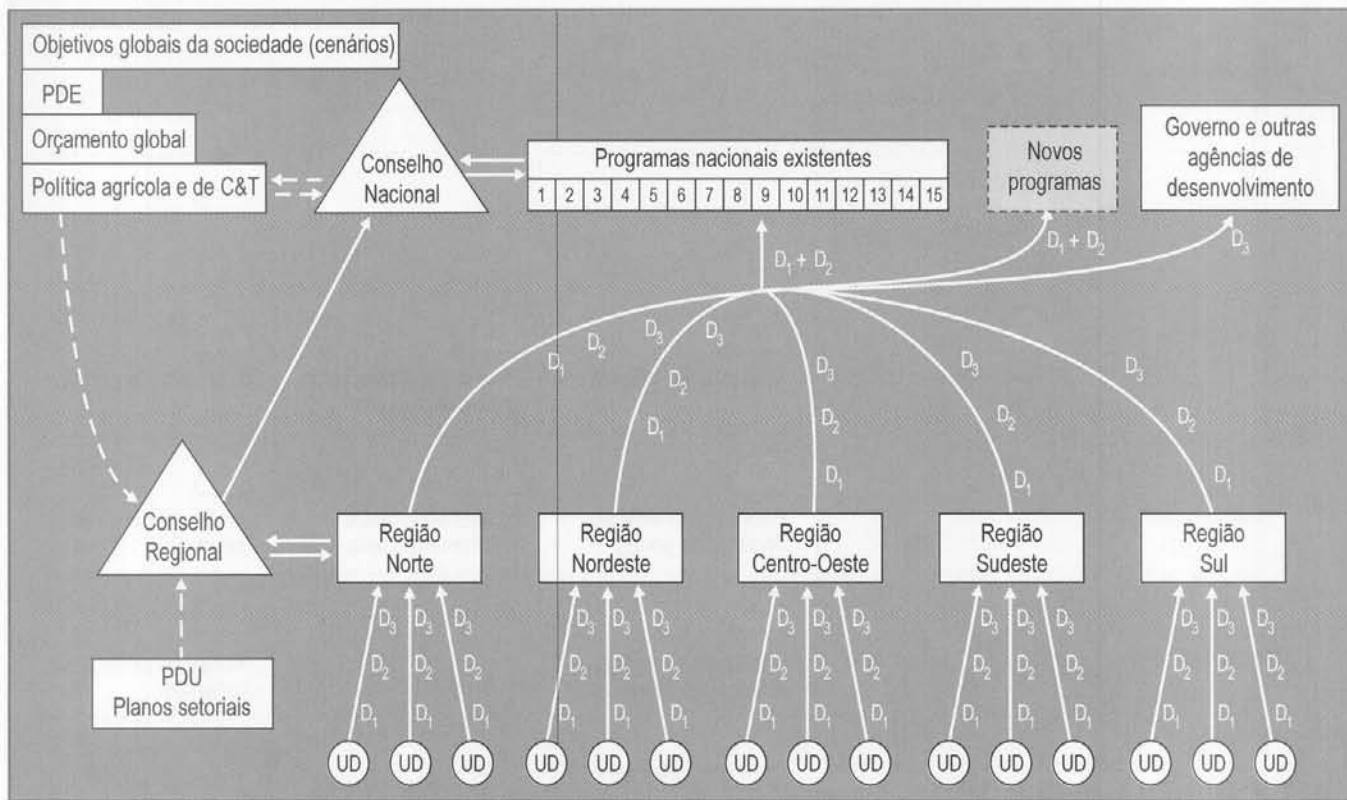 Objetivos globais da sociedade (cenários)
PDE
Orçamento global
Política agrícola e de C&T
Conselho
Nacional
Programas nacionais existentes
1 2 3 4 5 6 7 8 9 10 11 12 13 14 15
Novos
programas
Governo e outras
agências de
desenvolvimento
D1 + D2
D1 + D2
D3
D1 D2 D3
D1 D2 D3
D1 D2 D3
D1 D2 D3
D1 D2 D3
Conselho
Regional
Região
Norte
Região
Nordeste
Região
Centro-Oeste
Região
Sudeste
Região
Sul
PDU
Planos setoriais
D3 D3 D3 D3 D3 D3 D3 D3 D3 D3 D3 D3 D3 D3 D3
D2 D2 D2 D2 D2 D2 D2 D2 D2 D2 D2 D2 D2 D2 D2
D1 D1 D1 D1 D1 D1 D1 D1 D1 D1 D1 D1 D1 D1 D1
UD UD UD UD UD UD UD UD UD UD UD UD UD UD UD